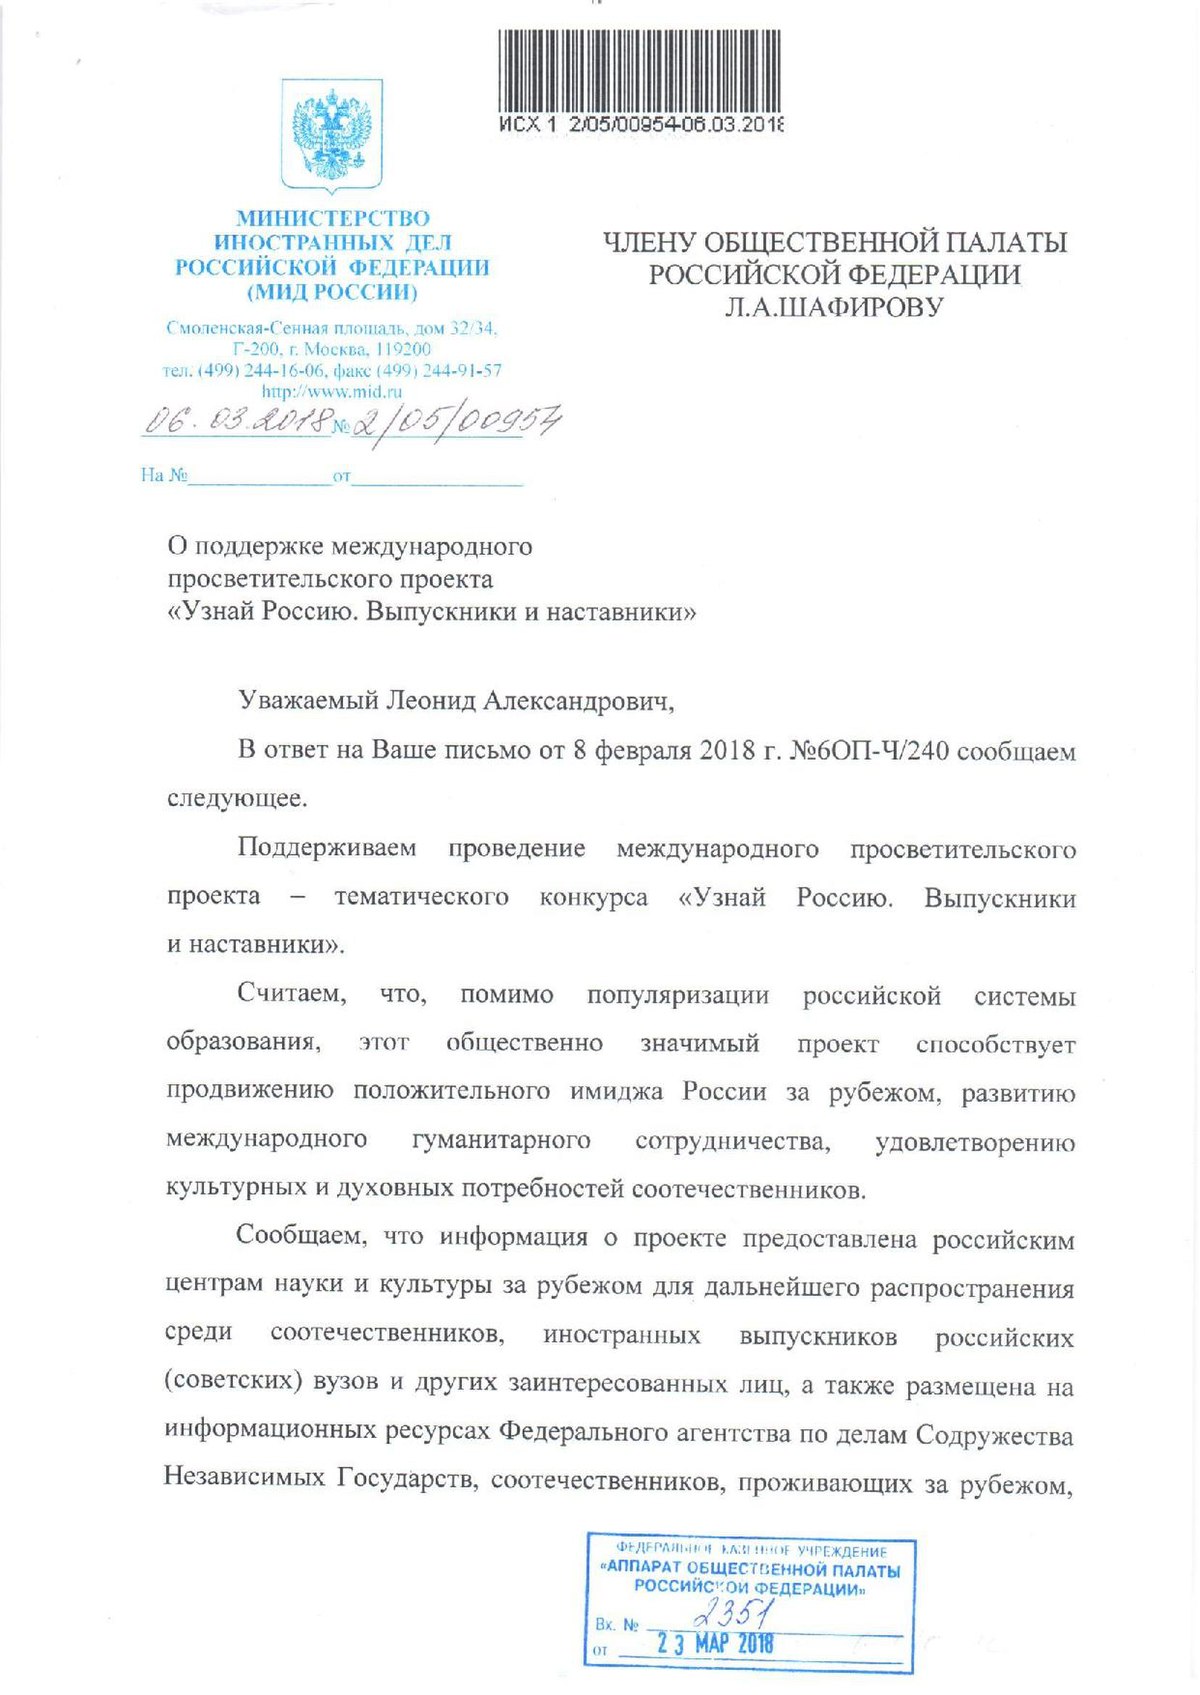 ИСХ 1 2/05/00954-06.03.2018
МИНИСТЕРСТВО
ИНОСТРАННЫХ ДЕЛ
РОССИЙСКОЙ ФЕДЕРАЦИИ
(МИД РОССИИ)
Смоленская-Сенная площадь, дом 32/34,
Г-200, г. Москва, 119200
тел. (499) 244-16-06, факс (499) 244-91-57
http://www.mid.ru
06.03.2018 № 2/05/00954
На № от
ЧЛЕНУ ОБЩЕСТВЕННОЙ ПАЛАТЫ
РОССИЙСКОЙ ФЕДЕРАЦИИ
Л.А.ШАФИРОВУ
О поддержке международного
просветительского проекта
«Узнай Россию. Выпускники и наставники»
Уважаемый Леонид Александрович,
В ответ на Ваше письмо от 8 февраля 2018 г. №6ОП-Ч/240 сообщаем
следующее.
Поддерживаем проведение международного просветительского
проекта – тематического конкурса «Узнай Россию. Выпускники
и наставники».
Считаем, что, помимо популяризации российской системы
образования, этот общественно значимый проект способствует
продвижению положительного имиджа России за рубежом, развитию
международного гуманитарного сотрудничества, удовлетворению
культурных и духовных потребностей соотечественников.
Сообщаем, что информация о проекте предоставлена российским
центрам науки и культуры за рубежом для дальнейшего распространения
среди соотечественников, иностранных выпускников российских
(советских) вузов и других заинтересованных лиц, а также размещена на
информационных ресурсах Федерального агентства по делам Содружества
Независимых Государств, соотечественников, проживающих за рубежом,
ФЕДЕРАЛЬНОЕ КАЗЕННОЕ УЧРЕЖДЕНИЕ
«АППАРАТ ОБЩЕСТВЕННОЙ ПАЛАТЫ
РОССИЙСКОЙ ФЕДЕРАЦИИ»
Вх. № 2351
от 23 МАР 2018